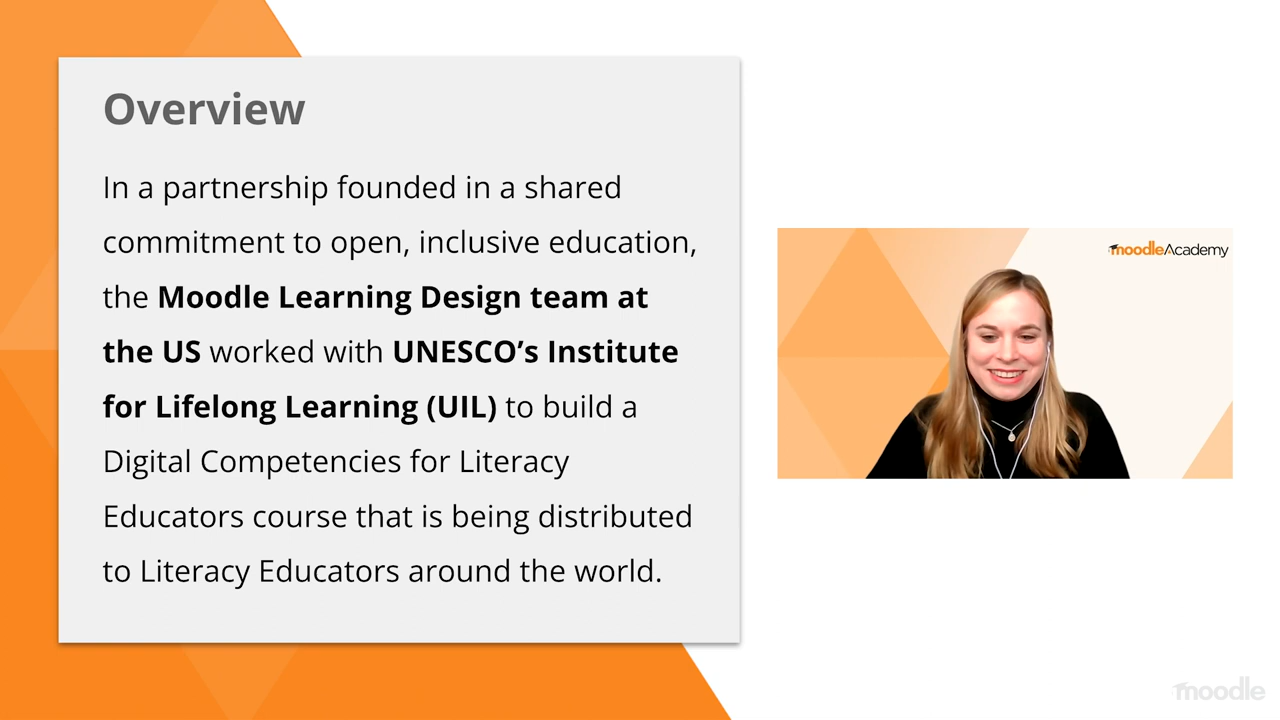 Overview
In a partnership founded in a shared
commitment to open, inclusive education,
the Moodle Learning Design team at
the US worked with UNESCO’s Institute
for Lifelong Learning (UIL) to build a
Digital Competencies for Literacy
Educators course that is being distributed
to Literacy Educators around the world.
moodleAcademy
moodle